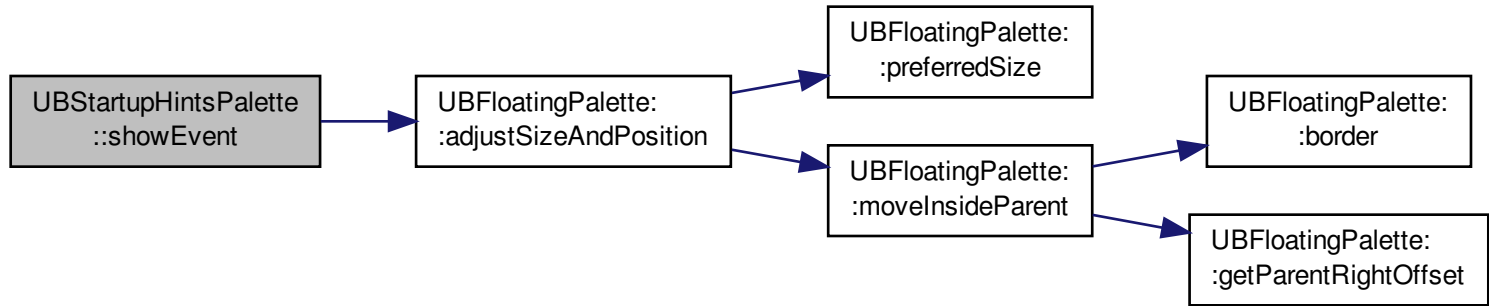 UBStartupHintsPalette
::showEvent
UBFloatingPalette:
:adjustSizeAndPosition
UBFloatingPalette:
:preferredSize
UBFloatingPalette:
:moveInsideParent
UBFloatingPalette:
:border
UBFloatingPalette:
:getParentRightOffset